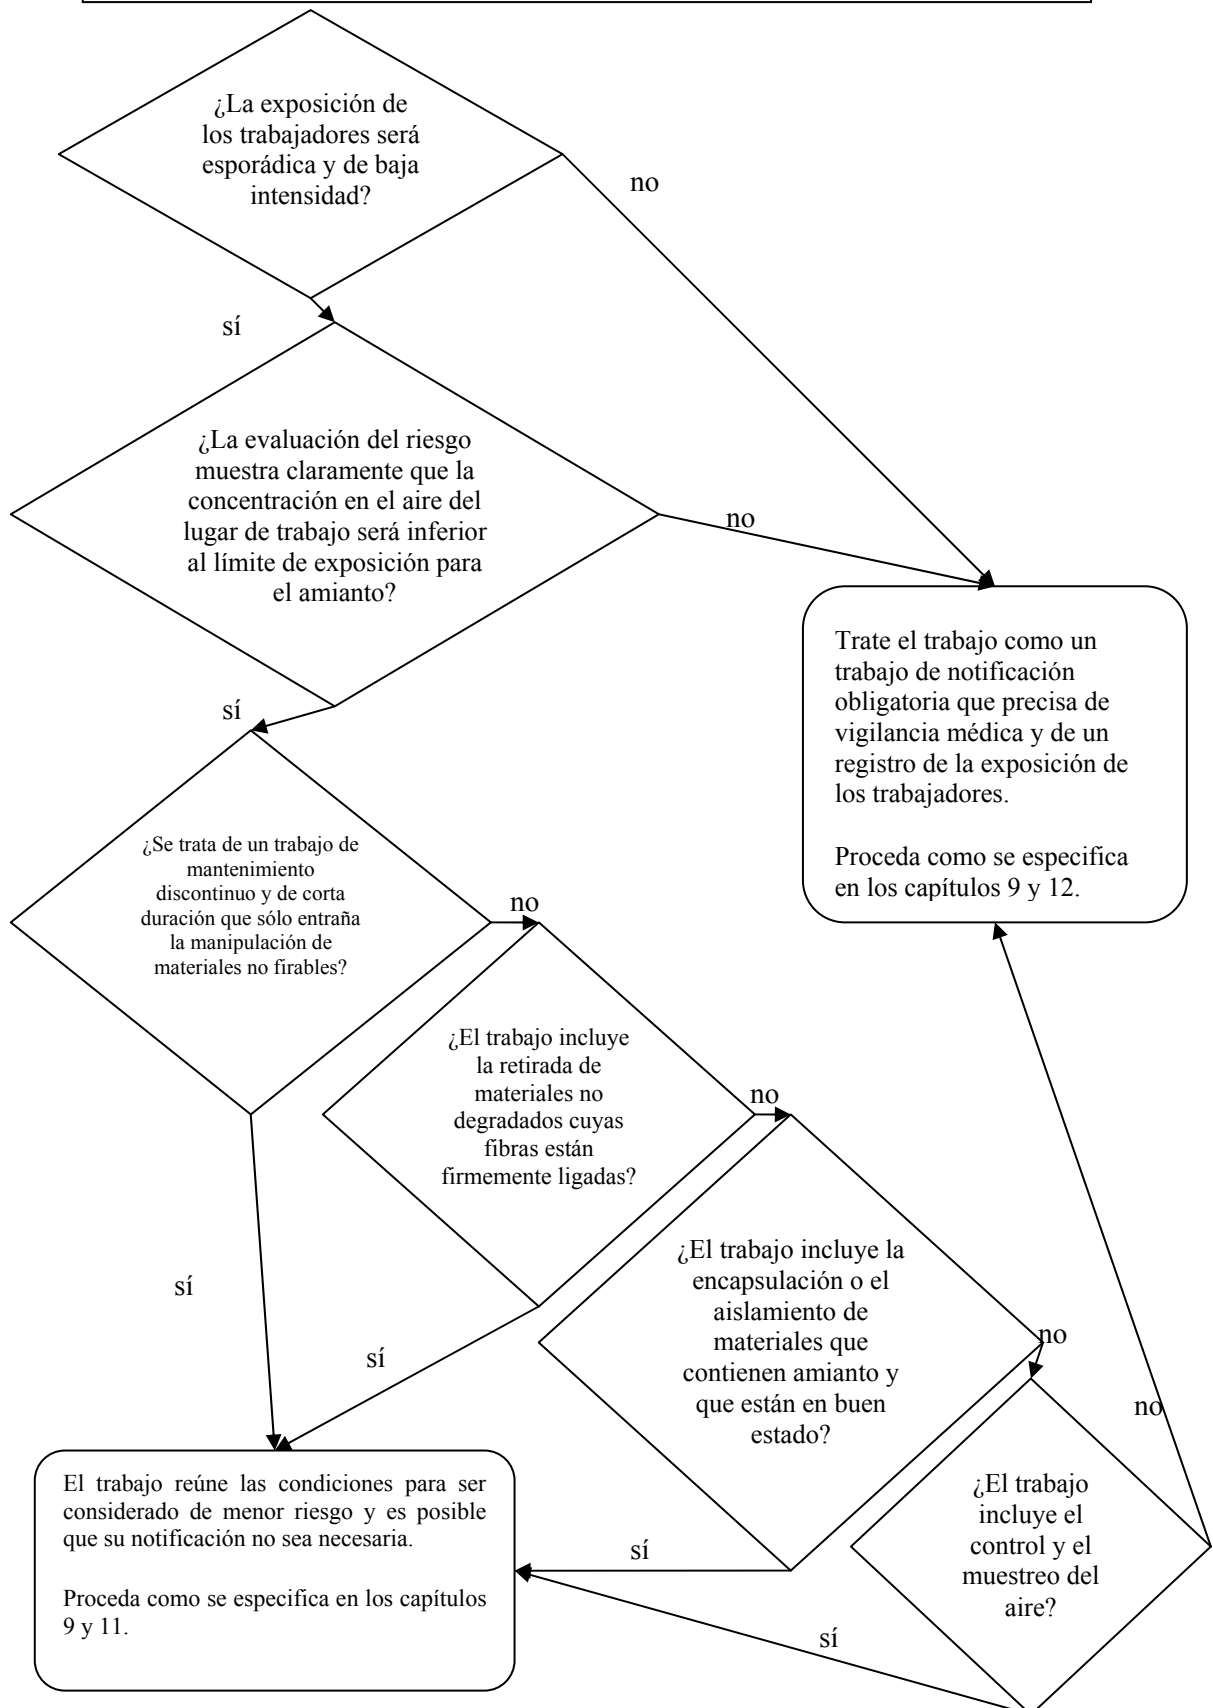 ¿La exposición de
los trabajadores será
esporádica y de baja
intensidad?
no
sí
¿La evaluación del riesgo
muestra claramente que la
concentración en el aire del
lugar de trabajo será inferior
al límite de exposición para
el amianto?
no
sí
Trate el trabajo como un
trabajo de notificación
obligatoria que precisa de
vigilancia médica y de un
registro de la exposición de
los trabajadores.
Proceda como se especifica
en los capítulos 9 y 12.
¿Se trata de un trabajo de
mantenimiento
discontinuo y de corta
duración que sólo entraña
la manipulación de
materiales no firables?
no
sí
¿El trabajo incluye
la retirada de
materiales no
degradados cuyas
fibras están
firmemente ligadas?
no
sí
¿El trabajo incluye la
encapsulación o el
aislamiento de
materiales que
contienen amianto y
que están en buen
estado?
no
sí
¿El trabajo
incluye el
control y el
muestreo del
aire?
no
sí
El trabajo reúne las condiciones para ser
considerado de menor riesgo y es posible
que su notificación no sea necesaria.
Proceda como se especifica en los capítulos
9 y 11.